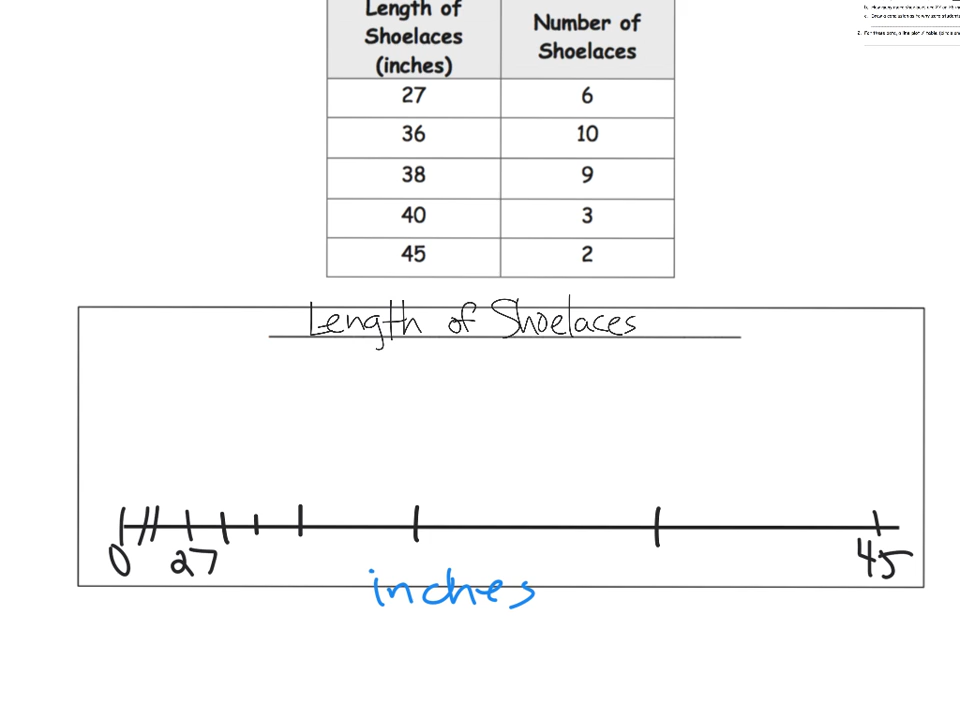 Length of
Shoelaces
(inches)
Number of
Shoelaces
27 6
36 10
38 9
40 3
45 2
Length of Shoelaces
0 27 45
inches